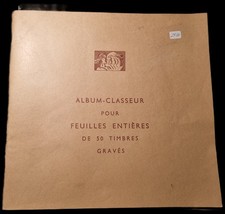 ALBUM-CLASSEUR
POUR
FEUILLES ENTIÈRES
DE 50 TIMBRES
GRAVÉS